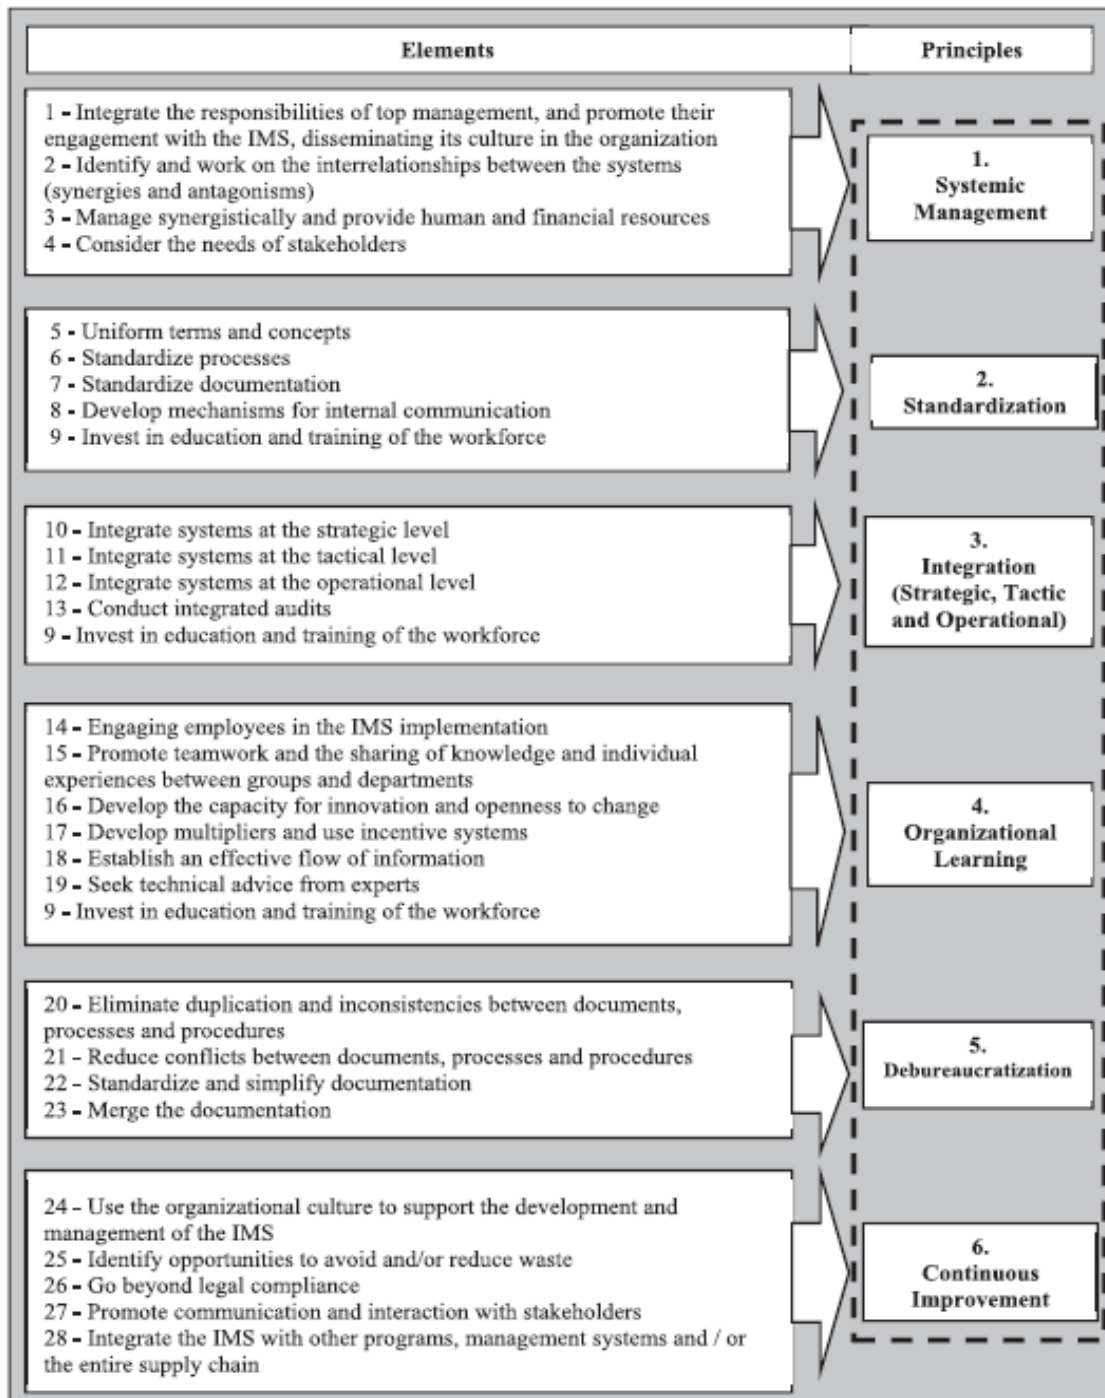 Elements
Principles
1 - Integrate the responsibilities of top management, and promote their
engagement with the IMS, disseminating its culture in the organization
2 - Identify and work on the interrelationships between the systems
(synergies and antagonisms)
3 - Manage synergistically and provide human and financial resources
4 - Consider the needs of stakeholders
1.
Systemic
Management
5 - Uniform terms and concepts
6 - Standardize processes
7 - Standardize documentation
8 - Develop mechanisms for internal communication
9 - Invest in education and training of the workforce
2.
Standardization
10 - Integrate systems at the strategic level
11 - Integrate systems at the tactical level
12 - Integrate systems at the operational level
13 - Conduct integrated audits
9 - Invest in education and training of the workforce
3.
Integration
(Strategic, Tactic
and Operational)
14 - Engaging employees in the IMS implementation
15 - Promote teamwork and the sharing of knowledge and individual
experiences between groups and departments
16 - Develop the capacity for innovation and openness to change
17 - Develop multipliers and use incentive systems
18 - Establish an effective flow of information
19 - Seek technical advice from experts
9 - Invest in education and training of the workforce
4.
Organizational
Learning
20 - Eliminate duplication and inconsistencies between documents,
processes and procedures
21 - Reduce conflicts between documents, processes and procedures
22 - Standardize and simplify documentation
23 - Merge the documentation
5.
Debureaucratization
24 - Use the organizational culture to support the development and
management of the IMS
25 - Identify opportunities to avoid and/or reduce waste
26 - Go beyond legal compliance
27 - Promote communication and interaction with stakeholders
28 - Integrate the IMS with other programs, management systems and / or
the entire supply chain
6.
Continuous
Improvement